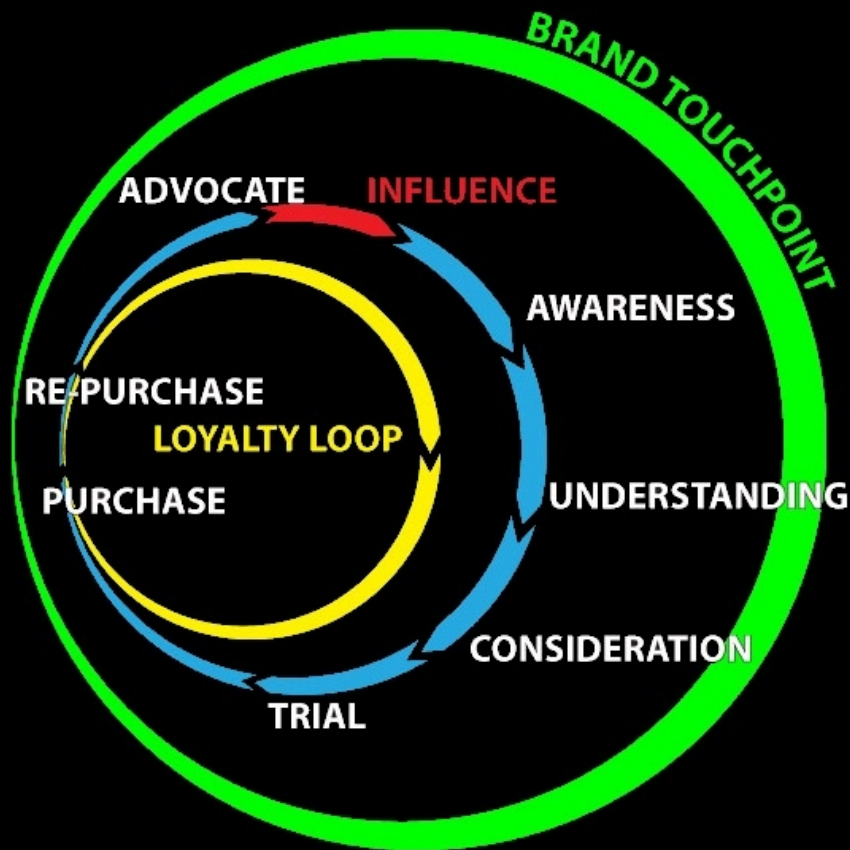 BRAND TOUCHPOINT
ADVOCATE
INFLUENCE
AWARENESS
RE-PURCHASE
LOYALTY LOOP
PURCHASE
UNDERSTANDING
CONSIDERATION
TRIAL